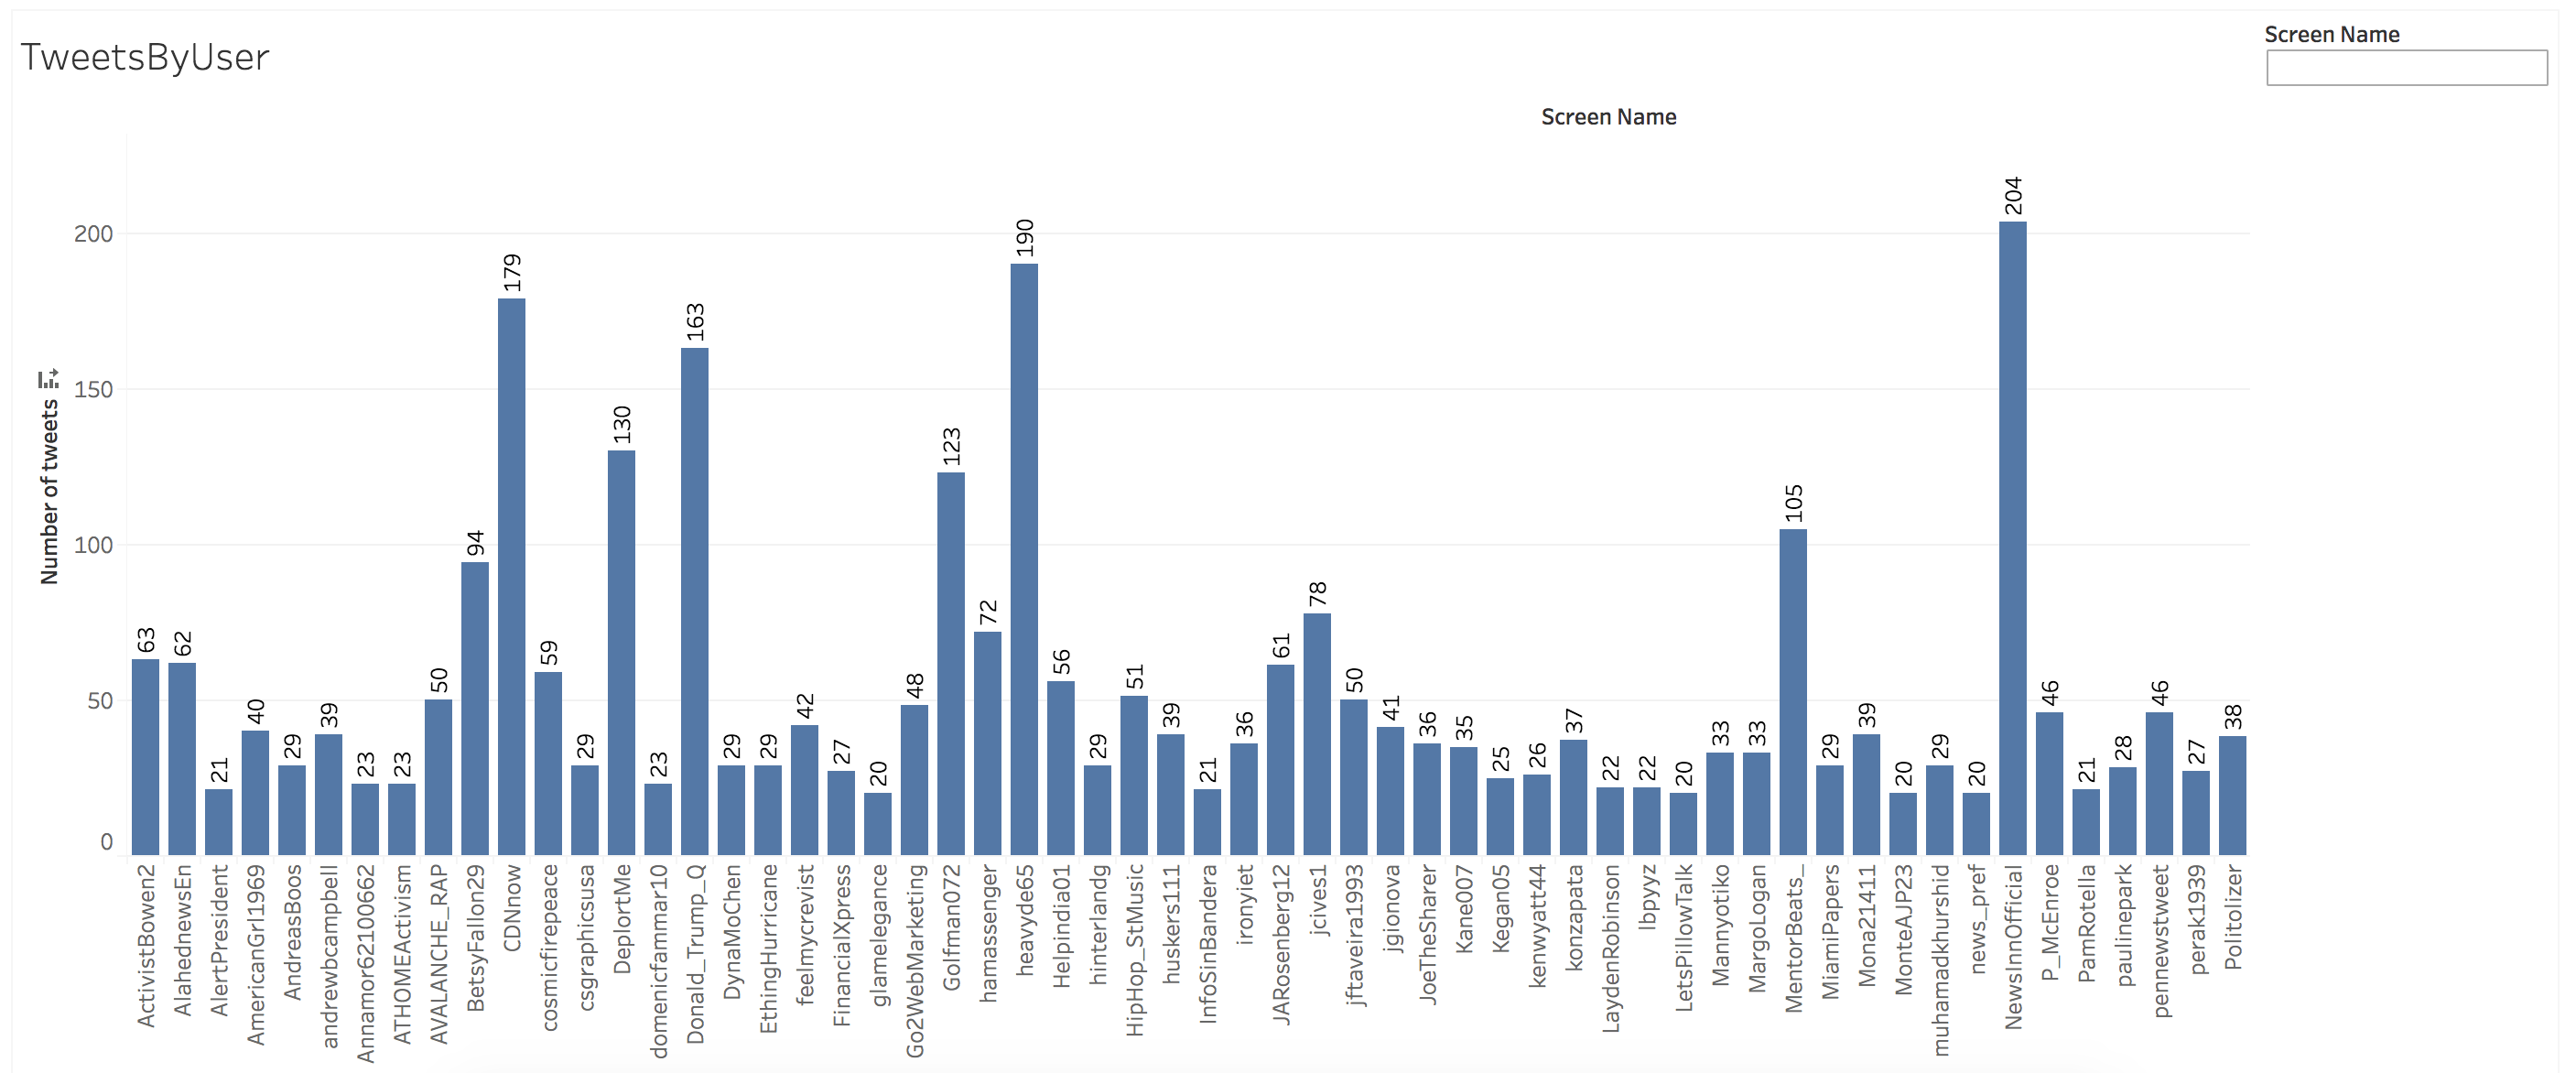 TweetsByUser
Screen Name
Screen Name
Number of tweets
200
150
100
50
0
63
62
21
40
29
39
23
23
50
94
179
59
29
130
23
163
29
29
42
27
20
48
123
72
190
56
29
51
39
21
36
61
78
50
41
36
35
25
26
37
22
22
20
33
33
105
29
39
20
29
20
204
46
21
28
46
27
38
ActivistBowen2
AlahednewsEn
AlertPresident
AmericanGrl1969
AndreasBoos
andrewbcampbell
Annamor62100662
ATHOMEActivism
AVALANCHE_RAP
BetsyFallon29
CDNnow
cosmicfirepeace
csgraphicsusa
DeplortMe
domenicfammar10
Donald_Trump_Q
DynaMoChen
EthingHurricane
feelmycrevist
FinancialXpress
glamelegance
Go2WebMarketing
Golfman072
hamassenger
heavyde65
Helpindia01
hinterlandg
HipHop_StMusic
huskers111
InfoSinBandera
ironyiet
JARosenberg12
jcives1
jftaveira1993
jgionova
JoeTheSharer
Kane007
Kegan05
kenwyatt44
konzapata
LaydenRobinson
lbpyyz
LetsPillowTalk
Mannyotiko
MargoLogan
MentorBeats_
MiamiPapers
Mona21411
MonteAJP23
muhamadkhurshid
news_pref
NewsInnOfficial
P_McEnroe
PamRotella
paulinepark
pennewstweet
perak1939
Politolizer